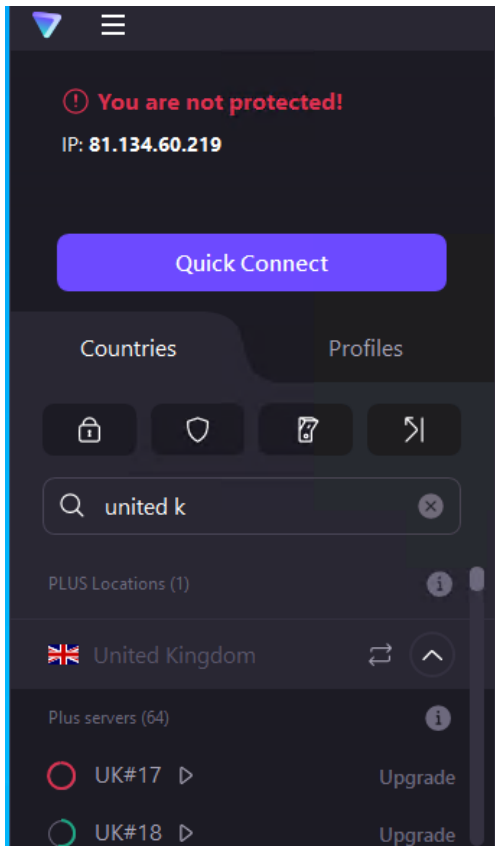 You are not protected!
IP: 81.134.60.219
Quick Connect
Countries Profiles
united k
PLUS Locations (1)
United Kingdom
Plus servers (64)
UK#17 Upgrade
UK#18 Upgrade